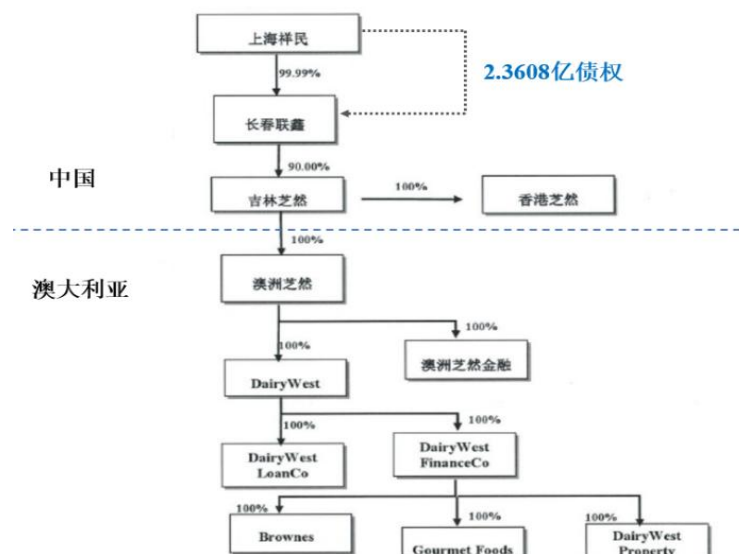 上海祥民
2.3608亿债权
99.99%
长春联鑫
90.00%
中国
吉林芝然
100%
香港芝然
100%
澳大利亚
澳洲芝然
100%
100%
澳洲芝然金融
DairyWest
100%
100%
DairyWest
LoanCo
DairyWest
FinanceCo
100%
100%
100%
Brownes
Gourmet Foods
DairyWest
Property